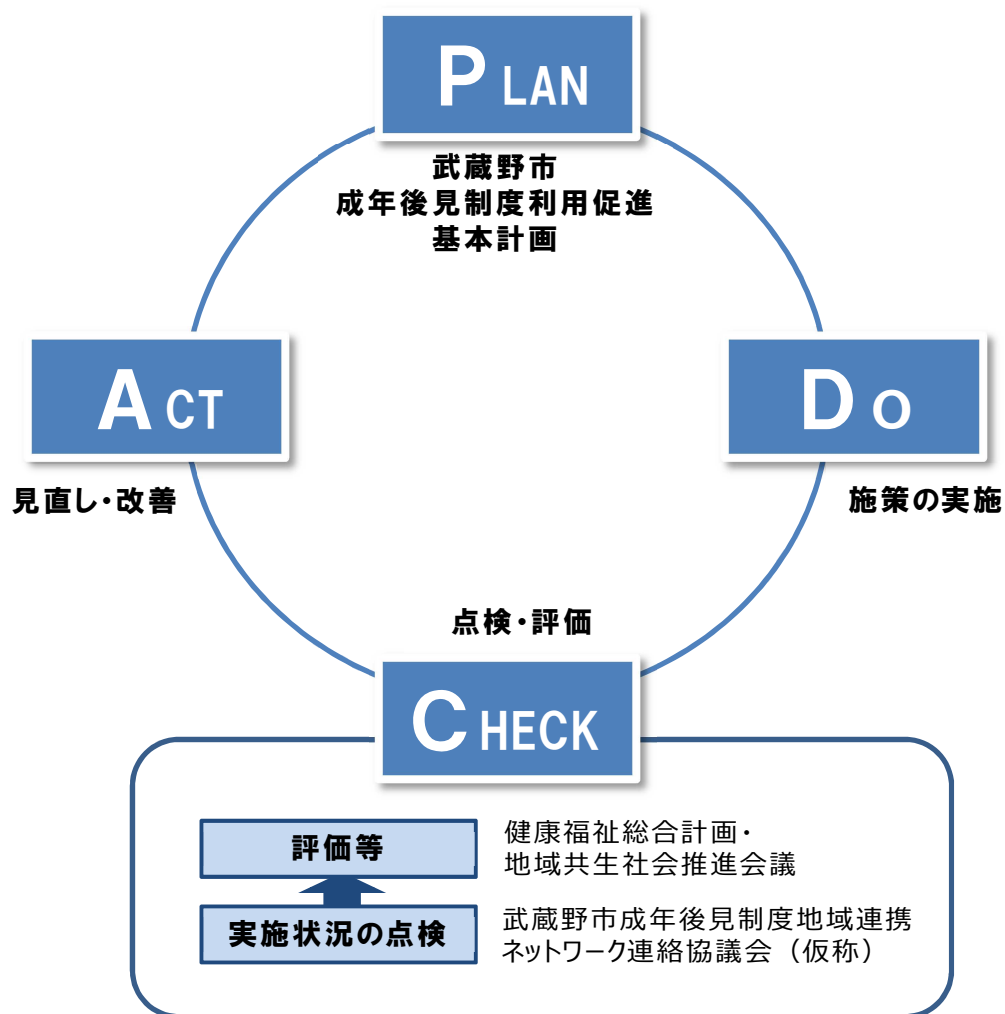 PLAN
武蔵野市
成年後見制度利用促進
基本計画
ACT
DO
見直し・改善
施策の実施
点検・評価
CHECK
評価等
健康福祉総合計画・
地域共生社会推進会議
実施状況の点検
武蔵野市成年後見制度地域連携
ネットワーク連絡協議会（仮称）